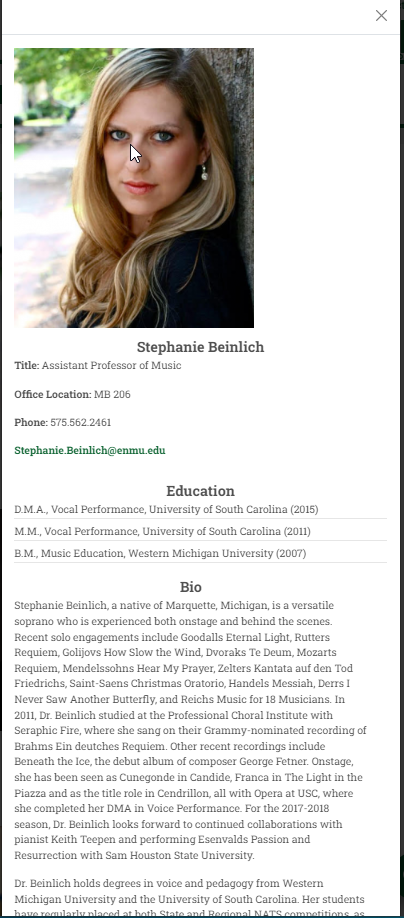 Stephanie Beinlich
Title: Assistant Professor of Music
Office Location: MB 206
Phone: 575.562.2461
Stephanie.Beinlich@enmu.edu
Education
D.M.A., Vocal Performance, University of South Carolina (2015)
M.M., Vocal Performance, University of South Carolina (2011)
B.M., Music Education, Western Michigan University (2007)
Bio
Stephanie Beinlich, a native of Marquette, Michigan, is a versatile
soprano who is experienced both onstage and behind the scenes.
Recent solo engagements include Goodalls Eternal Light, Rutters
Requiem, Golijovs How Slow the Wind, Dvoraks Te Deum, Mozarts
Requiem, Mendelssohns Hear My Prayer, Zelters Kantata auf den Tod
Friedrichs, Saint-Saens Christmas Oratorio, Handels Messiah, Derrs I
Never Saw Another Butterfly, and Reichs Music for 18 Musicians. In
2011, Dr. Beinlich studied at the Professional Choral Institute with
Seraphic Fire, where she sang on their Grammy-nominated recording of
Brahms Ein deutches Requiem. Other recent recordings include
Beneath the Ice, the debut album of composer George Fetner. Onstage,
she has been seen as Cunegonde in Candide, Franca in The Light in the
Piazza and as the title role in Cendrillon, all with Opera at USC, where
she completed her DMA in Voice Performance. For the 2017-2018
season, Dr. Beinlich looks forward to continued collaborations with
pianist Keith Teepen and performing Esenvalds Passion and
Resurrection with Sam Houston State University.
Dr. Beinlich holds degrees in voice and pedagogy from Western
Michigan University and the University of South Carolina. Her students
have regularly placed at both State and Regional NATS competitions, as